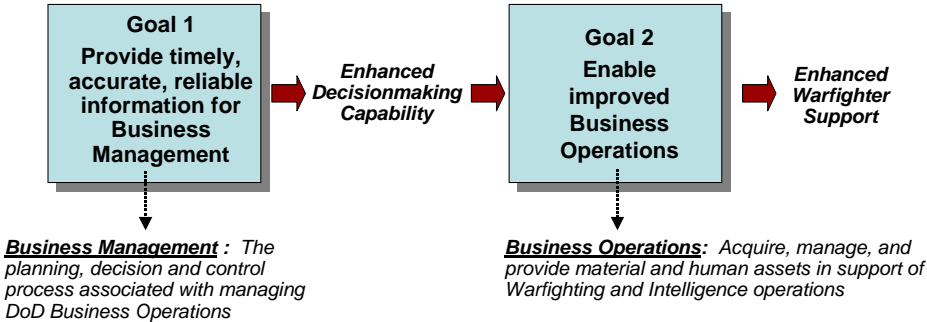 Goal 1
Provide timely,
accurate, reliable
information for
Business
Management
Enhanced
Decisionmaking
Capability
Goal 2
Enable
improved
Business
Operations
Enhanced
Warfighter
Support
Business Management : The
planning, decision and control
process associated with managing
DoD Business Operations
Business Operations: Acquire, manage, and
provide material and human assets in support of
Warfighting and Intelligence operations